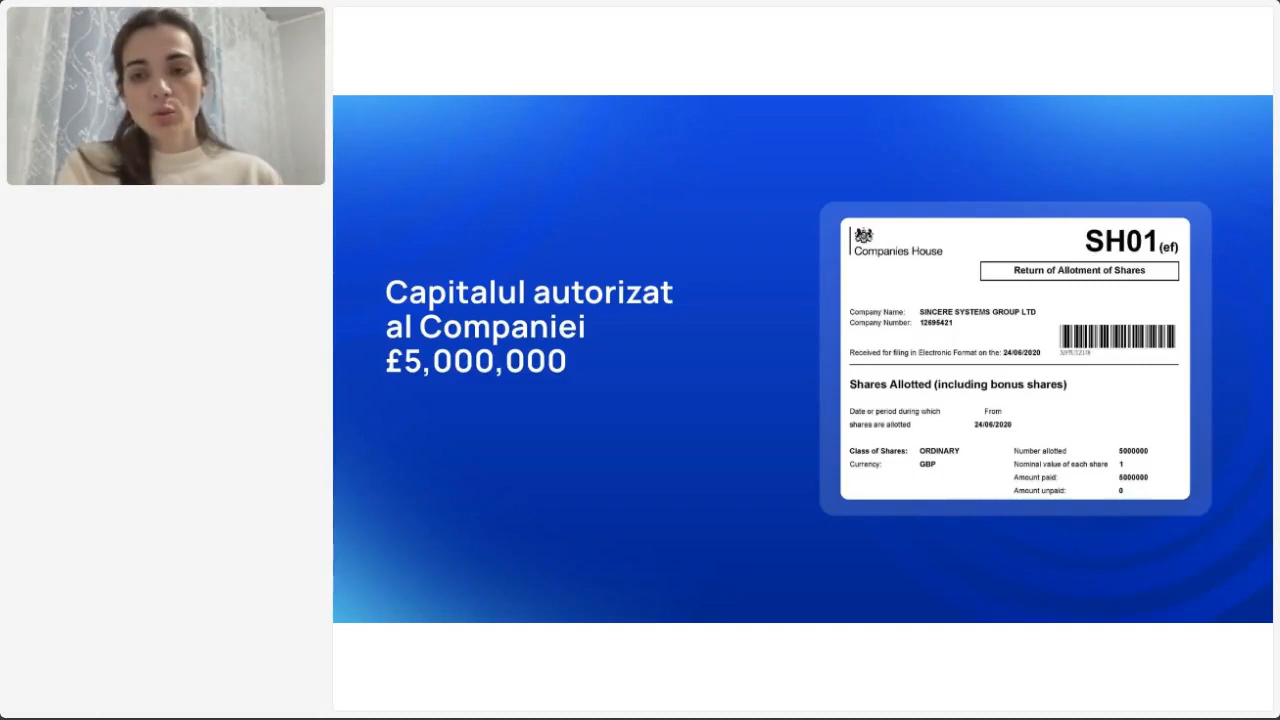 Capitalul autorizat
al Companiei
£5,000,000
Companies House
SH01(ef)
Return of Allotment of Shares
Company Name: SINCERE SYSTEMS GROUP LTD
Company Number: 12695421
Received for filing in Electronic Format on the: 24/06/2020
Shares Allotted (including bonus shares)
Date or period during which From
shares are allotted 24/06/2020
Class of Shares: ORDINARY Number allotted 5000000
Currency: GBP Nominal value of each share 1
Amount paid: 5000000
Amount unpaid: 0